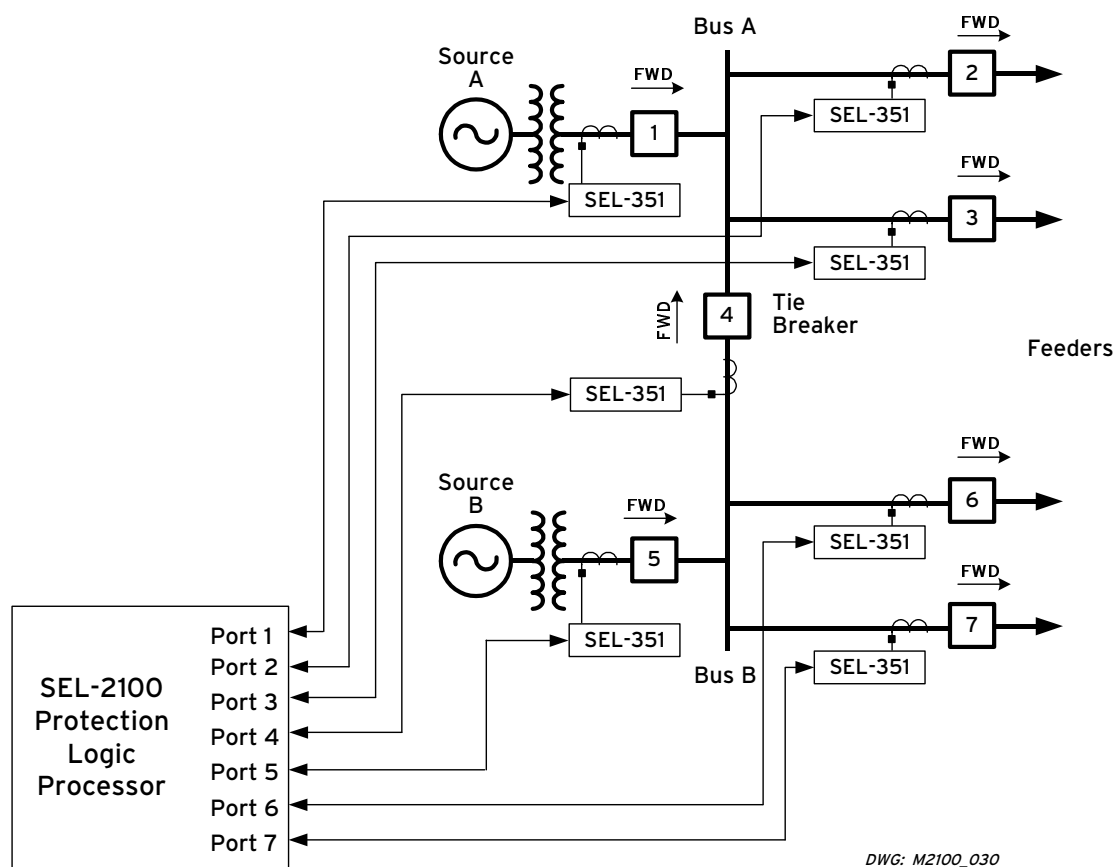 Bus A
FWD
2
SEL-351
Source
A
FWD
1
SEL-351
FWD
3
SEL-351
FWD
4
Tie
Breaker
Feeders
SEL-351
Source
B
FWD
5
SEL-351
FWD
6
SEL-351
FWD
7
SEL-351
Bus B
SEL-2100
Protection
Logic
Processor
Port 1
Port 2
Port 3
Port 4
Port 5
Port 6
Port 7
DWG: M2100_030